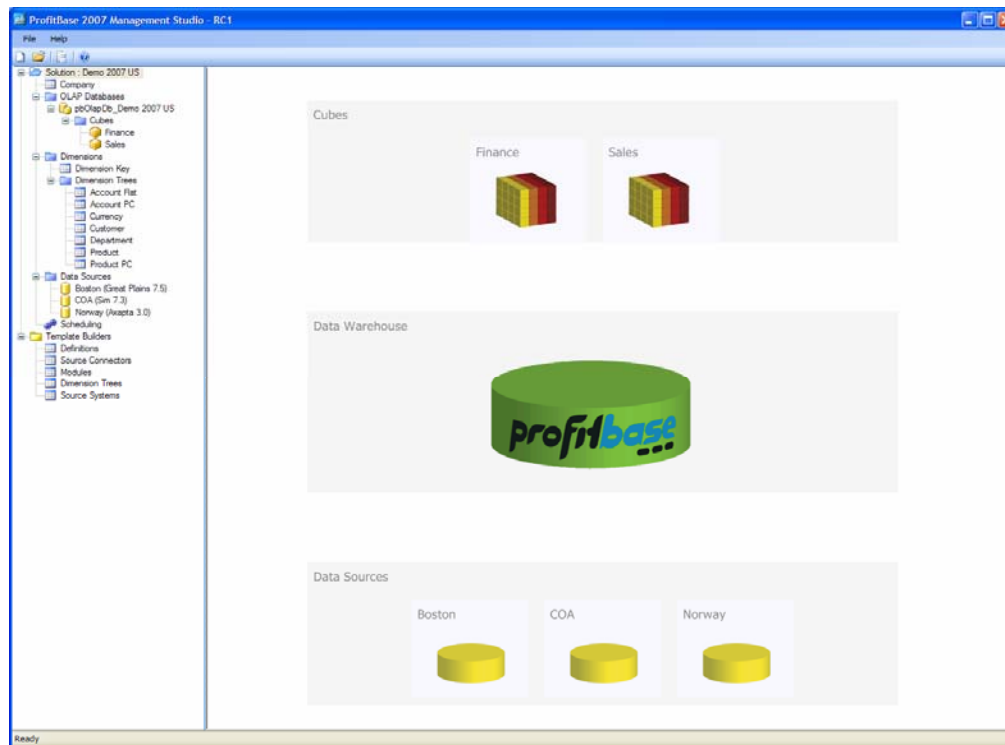 ProfitBase 2007 Management Studio - RC1
File Help
Solution : Demo 2007 US
Company
OLAP Databases
pbOlapDb_Demo 2007 US
Cubes
Finance
Sales
Dimensions
Dimension Key
Dimension Trees
Account Flat
Account PC
Currency
Customer
Department
Product
Product PC
Data Sources
Boston (Great Plains 7.5)
COA (Sim 7.3)
Norway (Axapta 3.0)
Scheduling
Template Builders
Definitions
Source Connectors
Modules
Dimension Trees
Source Systems
Cubes
Finance Sales
Data Warehouse
profitbase
Data Sources
Boston COA Norway
Ready